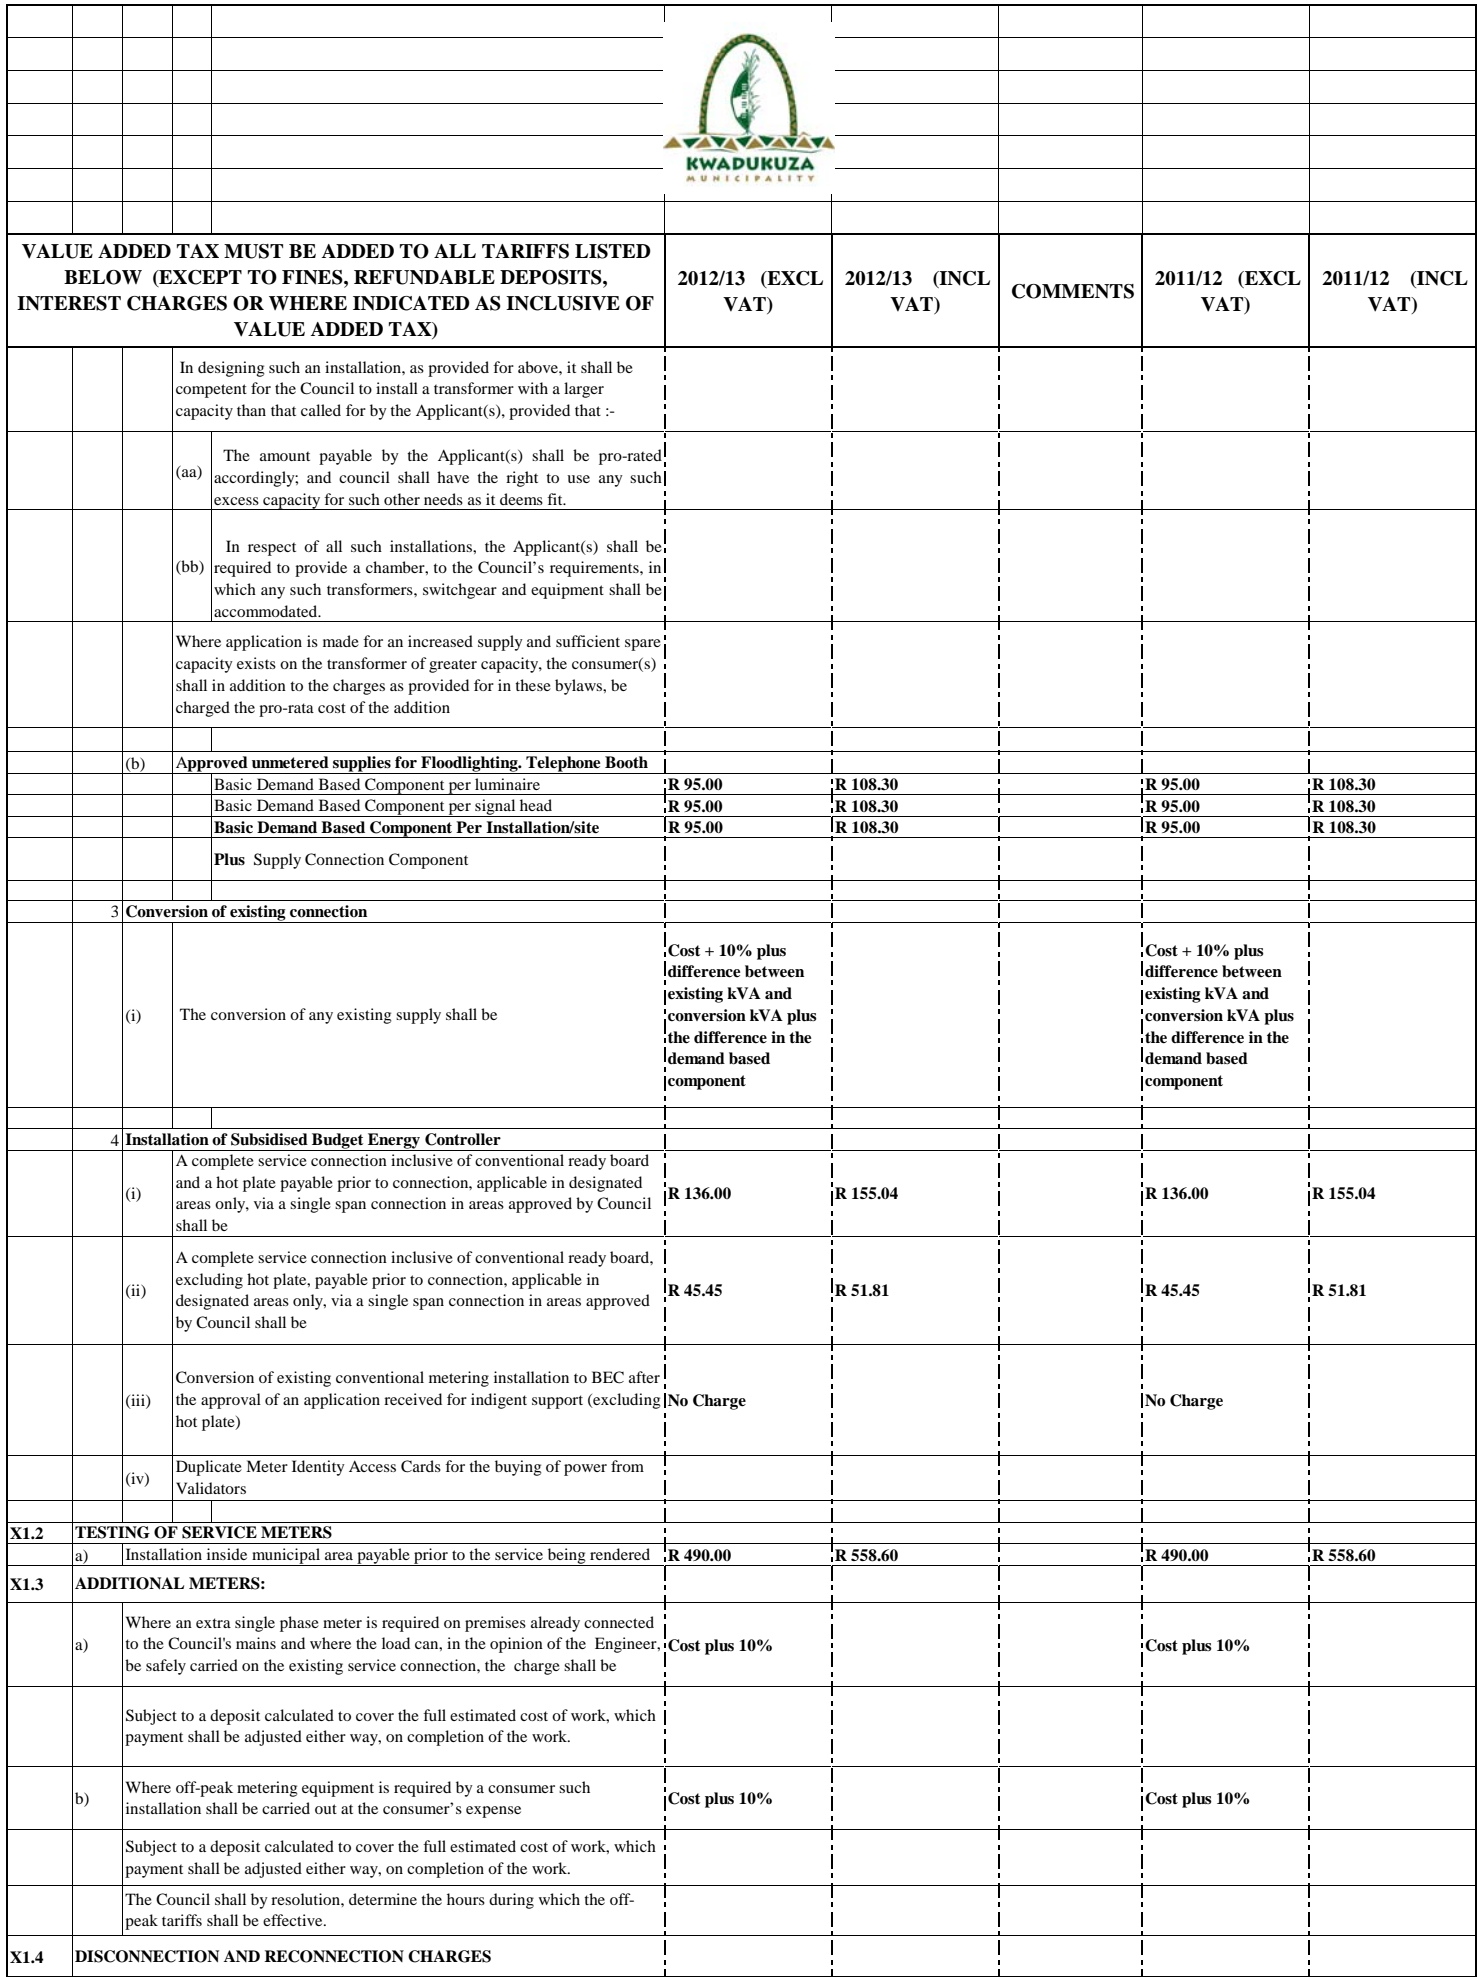 KWADUKUZA
MUNICIPALITY
VALUE ADDED TAX MUST BE ADDED TO ALL TARIFFS LISTED
BELOW (EXCEPT TO FINES, REFUNDABLE DEPOSITS,
INTEREST CHARGES OR WHERE INDICATED AS INCLUSIVE OF
VALUE ADDED TAX)
2012/13 (EXCL
VAT)
2012/13 (INCL
VAT)
COMMENTS
2011/12 (EXCL
VAT)
2011/12 (INCL
VAT)
In designing such an installation, as provided for above, it shall be
competent for the Council to install a transformer with a larger
capacity than that called for by the Applicant(s), provided that :-
(aa)
The amount payable by the Applicant(s) shall be pro-rated
accordingly; and council shall have the right to use any such
excess capacity for such other needs as it deems fit.
(bb)
In respect of all such installations, the Applicant(s) shall be
required to provide a chamber, to the Council's requirements, in
which any such transformers, switchgear and equipment shall be
accommodated.
Where application is made for an increased supply and sufficient spare
capacity exists on the transformer of greater capacity, the consumer(s)
shall in addition to the charges as provided for in these bylaws, be
charged the pro-rata cost of the addition
(b) Approved unmetered supplies for Floodlighting. Telephone Booth
Basic Demand Based Component per luminaire R 95.00 R 108.30 R 95.00 R 108.30
Basic Demand Based Component per signal head R 95.00 R 108.30 R 95.00 R 108.30
Basic Demand Based Component Per Installation/site R 95.00 R 108.30 R 95.00 R 108.30
Plus Supply Connection Component
3 Conversion of existing connection
(i) The conversion of any existing supply shall be
Cost + 10% plus
difference between
existing kVA and
conversion kVA plus
the difference in the
demand based
component
Cost + 10% plus
difference between
existing kVA and
conversion kVA plus
the difference in the
demand based
component
4 Installation of Subsidised Budget Energy Controller
(i)
A complete service connection inclusive of conventional ready board
and a hot plate payable prior to connection, applicable in designated
areas only, via a single span connection in areas approved by Council
shall be
R 136.00 R 155.04 R 136.00 R 155.04
(ii)
A complete service connection inclusive of conventional ready board,
excluding hot plate, payable prior to connection, applicable in
designated areas only, via a single span connection in areas approved
by Council shall be
R 45.45 R 51.81 R 45.45 R 51.81
(iii)
Conversion of existing conventional metering installation to BEC after
the approval of an application received for indigent support (excluding
hot plate)
No Charge No Charge
(iv)
Duplicate Meter Identity Access Cards for the buying of power from
Validators
X1.2 TESTING OF SERVICE METERS
a) Installation inside municipal area payable prior to the service being rendered R 490.00 R 558.60 R 490.00 R 558.60
X1.3 ADDITIONAL METERS:
a)
Where an extra single phase meter is required on premises already connected
to the Council's mains and where the load can, in the opinion of the Engineer,
be safely carried on the existing service connection, the charge shall be
Cost plus 10% Cost plus 10%
Subject to a deposit calculated to cover the full estimated cost of work, which
payment shall be adjusted either way, on completion of the work.
b)
Where off-peak metering equipment is required by a consumer such
installation shall be carried out at the consumer's expense
Cost plus 10% Cost plus 10%
Subject to a deposit calculated to cover the full estimated cost of work, which
payment shall be adjusted either way, on completion of the work.
The Council shall by resolution, determine the hours during which the off-
peak tariffs shall be effective.
X1.4 DISCONNECTION AND RECONNECTION CHARGES